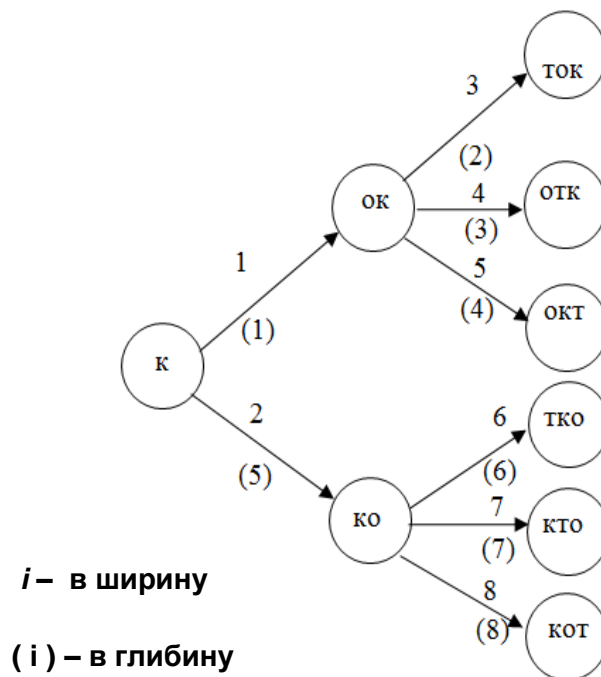 ток
3
(2)
ок
4
отк
(3)
1
5
(4)
окт
(1)
к
2
6
тко
(5)
(6)
ко
7
кто
(7)
i – в ширину
8
(8)
кот
( i ) – в глибину